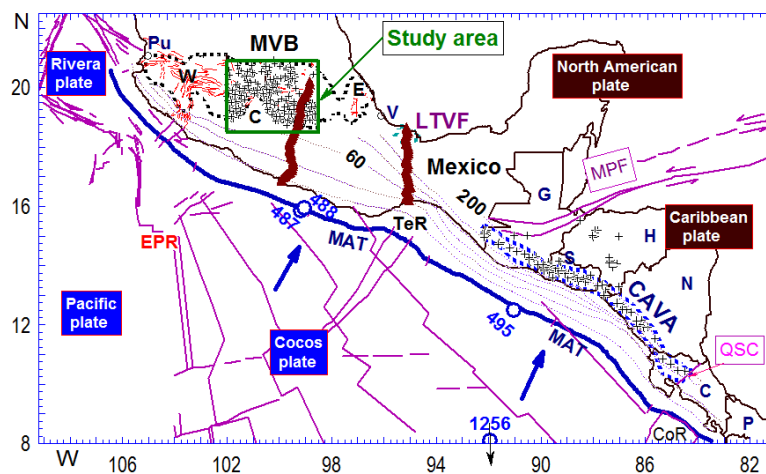 N
Pu
MVB
Study area
Rivera
plate
W
E
North American
plate
20
C
V
LTVF
60
Mexico
MPF
200
G
16
488
487
TeR
MAT
Caribbean
plate
H
EPR
S
N
CAVA
Pacific
plate
12
495
Cocos
plate
MAT
QSC
C
1256
P
8
CoR
W
106
102
98
94
90
86
82